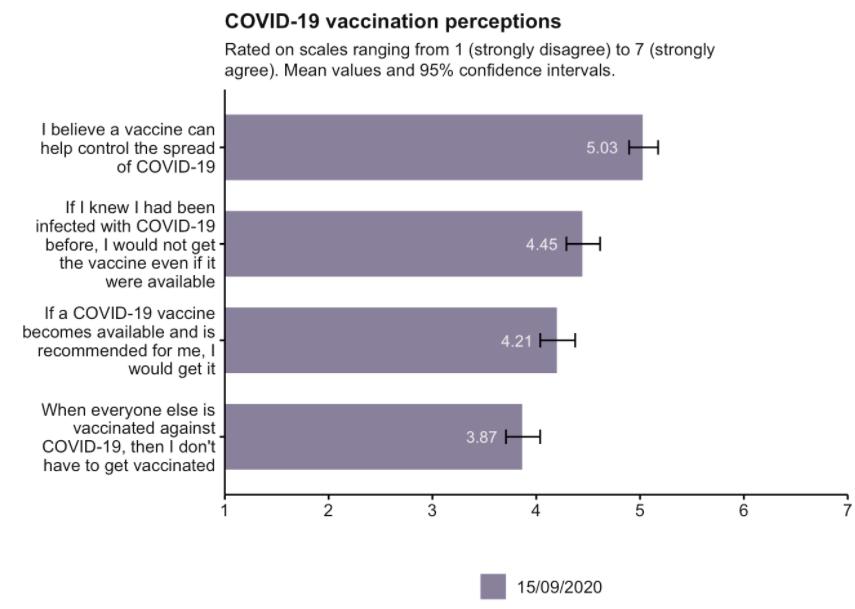 COVID-19 vaccination perceptions
Rated on scales ranging from 1 (strongly disagree) to 7 (strongly
agree). Mean values and 95% confidence intervals.
I believe a vaccine can
help control the spread
of COVID-19
5.03
If I knew I had been
infected with COVID-19
before, I would not get
the vaccine even if it
were available
4.45
If a COVID-19 vaccine
becomes available and is
recommended for me, I
would get it
4.21
When everyone else is
vaccinated against
COVID-19, then I don't
have to get vaccinated
3.87
1 2 3 4 5 6 7
15/09/2020